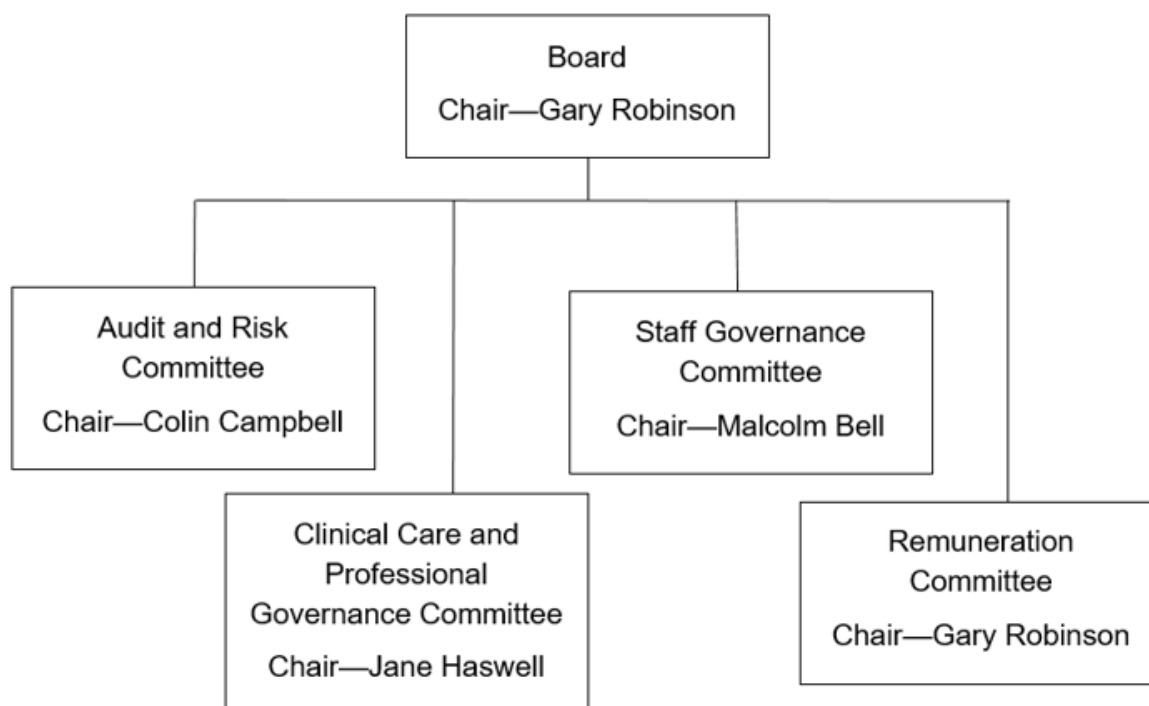 Board
Chair—Gary Robinson
Audit and Risk
Committee
Chair—Colin Campbell
Staff Governance
Committee
Chair—Malcolm Bell
Clinical Care and
Professional
Governance Committee
Chair—Jane Haswell
Remuneration
Committee
Chair—Gary Robinson